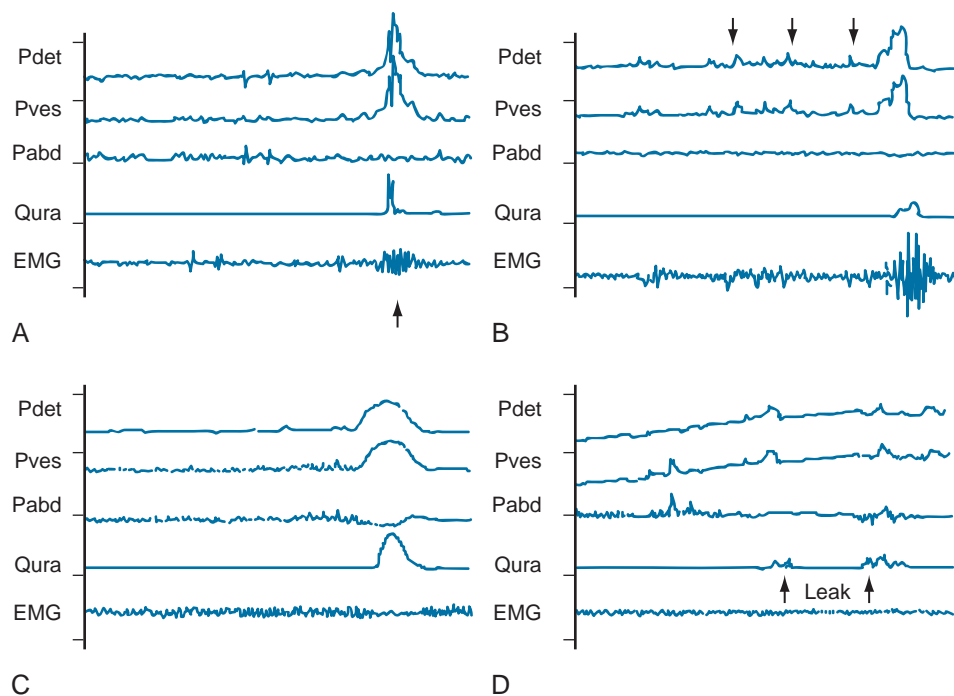 Pdet
Pves
Pabd
Qura
EMG
A
Pdet
Pves
Pabd
Qura
EMG
B
Pdet
Pves
Pabd
Qura
EMG
C
Pdet
Pves
Pabd
Qura
Leak
EMG
D